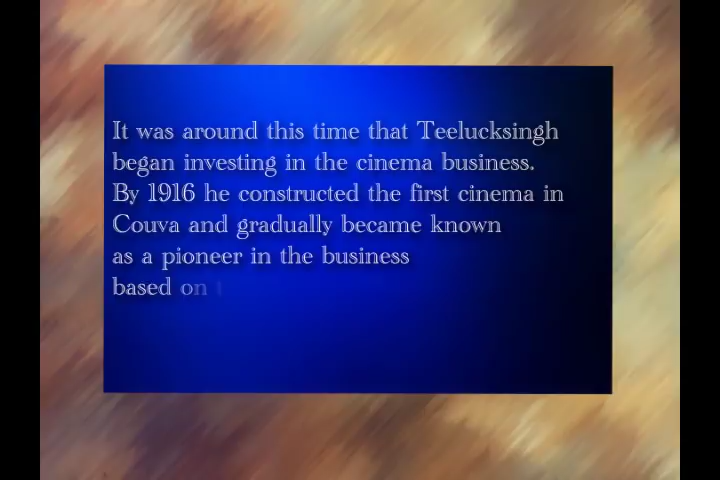 It was around this time that Teelucksingh
began investing in the cinema business.
By 1916 he constructed the first cinema in
Couva and gradually became known
as a pioneer in the business
based on